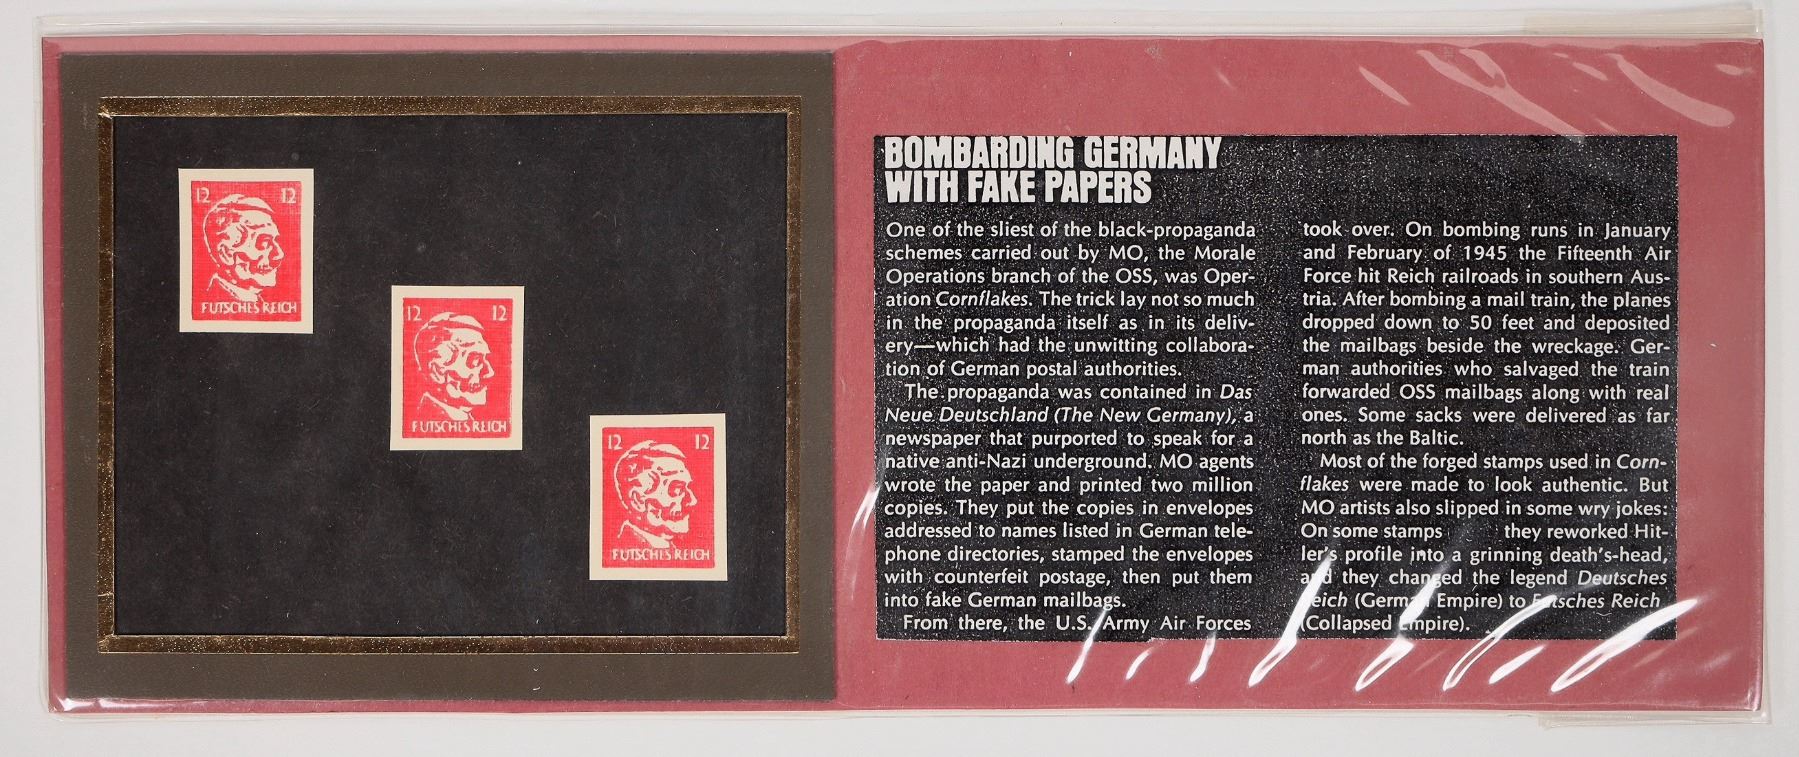 12 12
FUTSCHES REICH
12 12
FUTSCHES REICH
12 12
FUTSCHES REICH
BOMBARDING GERMANY
WITH FAKE PAPERS
One of the sliest of the black-propaganda
schemes carried out by MO, the Morale
Operations branch of the OSS, was Oper-
ation Cornflakes. The trick lay not so much
in the propaganda itself as in its deliv-
ery—which had the unwitting collabora-
tion of German postal authorities.
The propaganda was contained in Das
Neue Deutschland (The New Germany), a
newspaper that purported to speak for a
native anti-Nazi underground. MO agents
wrote the paper and printed two million
copies. They put the copies in envelopes
addressed to names listed in German tele-
phone directories, stamped the envelopes
with counterfeit postage, then put them
into fake German mailbags.
From there, the U.S. Army Air Forces
took over. On bombing runs in January
and February of 1945 the Fifteenth Air
Force hit Reich railroads in southern Aus-
tria. After bombing a mail train, the planes
dropped down to 50 feet and deposited
the mailbags beside the wreckage. Ger-
man authorities who salvaged the train
forwarded OSS mailbags along with real
ones. Some sacks were delivered as far
north as the Baltic.
Most of the forged stamps used in Corn-
flakes were made to look authentic. But
MO artists also slipped in some wry jokes:
On some stamps they reworked Hit-
ler's profile into a grinning death's-head,
and they changed the legend Deutsches
Reich (German Empire) to Futsches Reich
(Collapsed Empire).